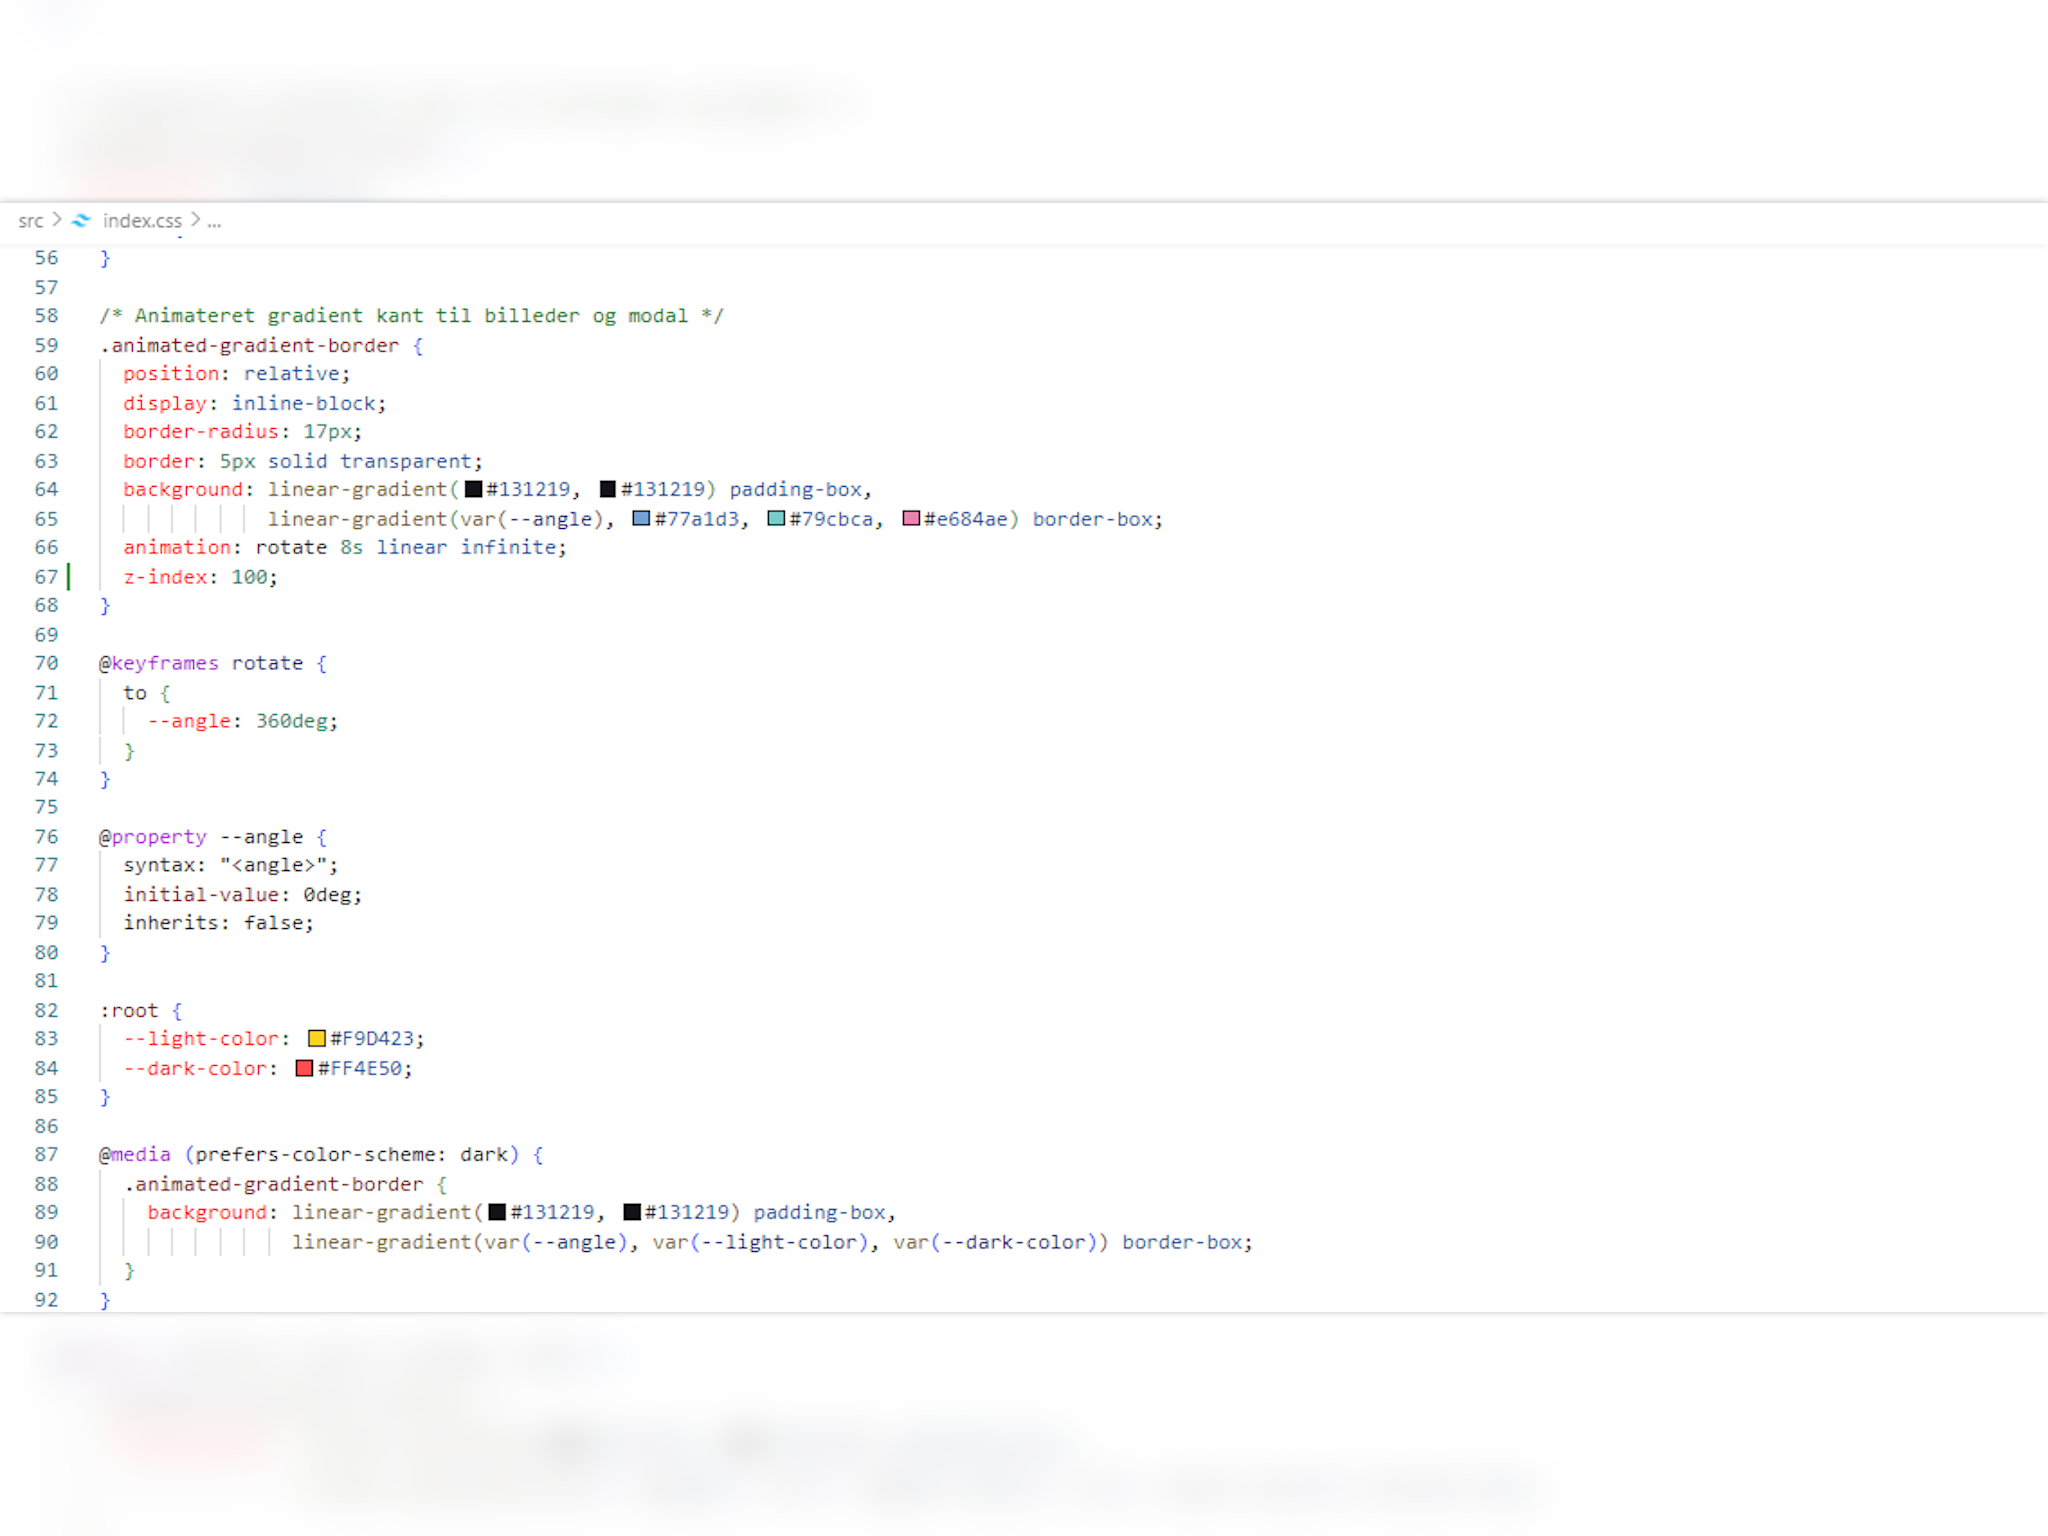 src > index.css > ...
56 }
57
58 /* Animateret gradient kant til billeder og modal */
59 .animated-gradient-border {
60 position: relative;
61 display: inline-block;
62 border-radius: 17px;
63 border: 5px solid transparent;
64 background: linear-gradient(#131219, #131219) padding-box,
65 linear-gradient(var(--angle), #77a1d3, #79cbca, #e684ae) border-box;
66 animation: rotate 8s linear infinite;
67 z-index: 100;
68 }
69
70 @keyframes rotate {
71 to {
72 --angle: 360deg;
73 }
74 }
75
76 @property --angle {
77 syntax: "<angle>";
78 initial-value: 0deg;
79 inherits: false;
80 }
81
82 :root {
83 --light-color: #F9D423;
84 --dark-color: #FF4E50;
85 }
86
87 @media (prefers-color-scheme: dark) {
88 .animated-gradient-border {
89 background: linear-gradient(#131219, #131219) padding-box,
90 linear-gradient(var(--angle), var(--light-color), var(--dark-color)) border-box;
91 }
92 }